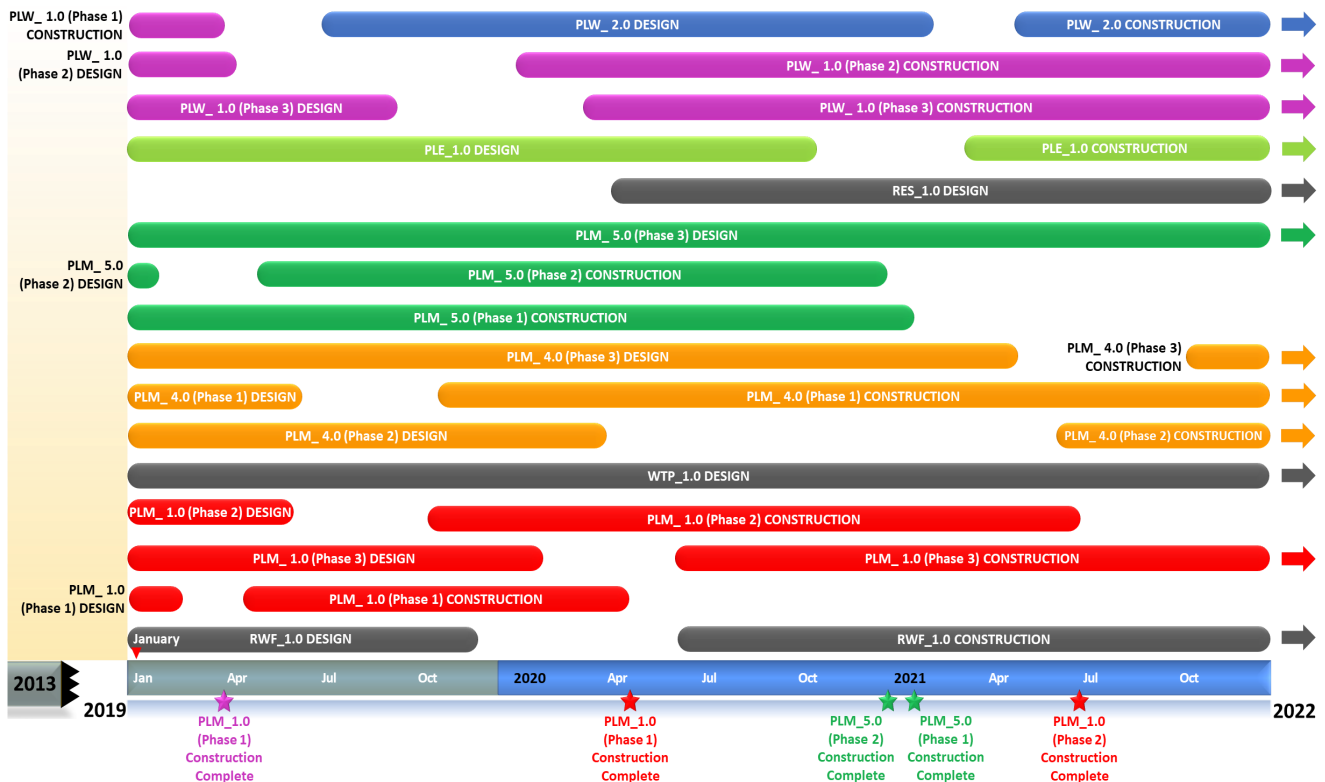 PLW_ 1.0 (Phase 1)
CONSTRUCTION
PLW_ 2.0 DESIGN
PLW_ 2.0 CONSTRUCTION
PLW_ 1.0
(Phase 2) DESIGN
PLW_ 1.0 (Phase 2) CONSTRUCTION
PLW_ 1.0 (Phase 3) DESIGN
PLW_ 1.0 (Phase 3) CONSTRUCTION
PLE_1.0 DESIGN
PLE_1.0 CONSTRUCTION
RES_1.0 DESIGN
PLM_ 5.0 (Phase 3) DESIGN
PLM_ 5.0
(Phase 2) DESIGN
PLM_ 5.0 (Phase 2) CONSTRUCTION
PLM_ 5.0 (Phase 1) CONSTRUCTION
PLM_ 4.0 (Phase 3) DESIGN
PLM_ 4.0 (Phase 3)
CONSTRUCTION
PLM_ 4.0 (Phase 1) DESIGN
PLM_ 4.0 (Phase 1) CONSTRUCTION
PLM_ 4.0 (Phase 2) DESIGN
PLM_ 4.0 (Phase 2) CONSTRUCTION
WTP_1.0 DESIGN
PLM_ 1.0 (Phase 2) DESIGN
PLM_ 1.0 (Phase 2) CONSTRUCTION
PLM_ 1.0 (Phase 3) DESIGN
PLM_ 1.0 (Phase 3) CONSTRUCTION
PLM_ 1.0
(Phase 1) DESIGN
PLM_ 1.0 (Phase 1) CONSTRUCTION
January
RWF_1.0 DESIGN
RWF_1.0 CONSTRUCTION
2013
Jan
Apr
Jul
Oct
2020
Apr
Jul
Oct
2021
Apr
Jul
Oct
2019
2022
PLM_1.0
(Phase 1)
Construction
Complete
PLM_1.0
(Phase 1)
Construction
Complete
PLM_5.0
(Phase 2)
Construction
Complete
PLM_5.0
(Phase 1)
Construction
Complete
PLM_1.0
(Phase 2)
Construction
Complete